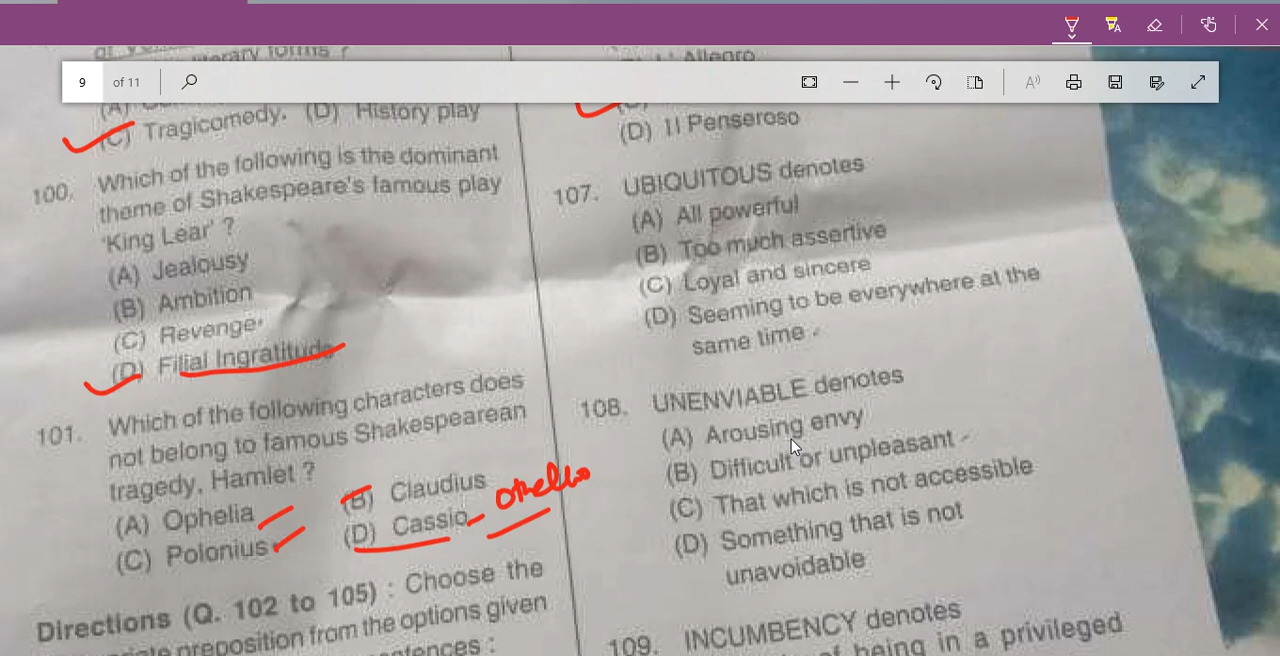 9 of 11
literary forms ?
(A)
(C) Tragicomedy. (D) History play
100. Which of the following is the dominant
theme of Shakespeare's famous play
'King Lear' ?
(A) Jealousy
(B) Ambition
(C) Revenge
(D) Filial Ingratitude
101. Which of the following characters does
not belong to famous Shakespearean
tragedy, Hamlet ?
(A) Ophelia (B) Claudius
(C) Polonius (D) Cassio Othello
Directions (Q. 102 to 105) : Choose the
preposition from the options given
sentences :
L'Allegro
(D) Il Penseroso
107. UBIQUITOUS denotes
(A) All powerful
(B) Too much assertive
(C) Loyal and sincere
(D) Seeming to be everywhere at the
same time
108. UNENVIABLE denotes
(A) Arousing envy
(B) Difficult or unpleasant
(C) That which is not accessible
(D) Something that is not
unavoidable
109. INCUMBENCY denotes
of being in a privileged